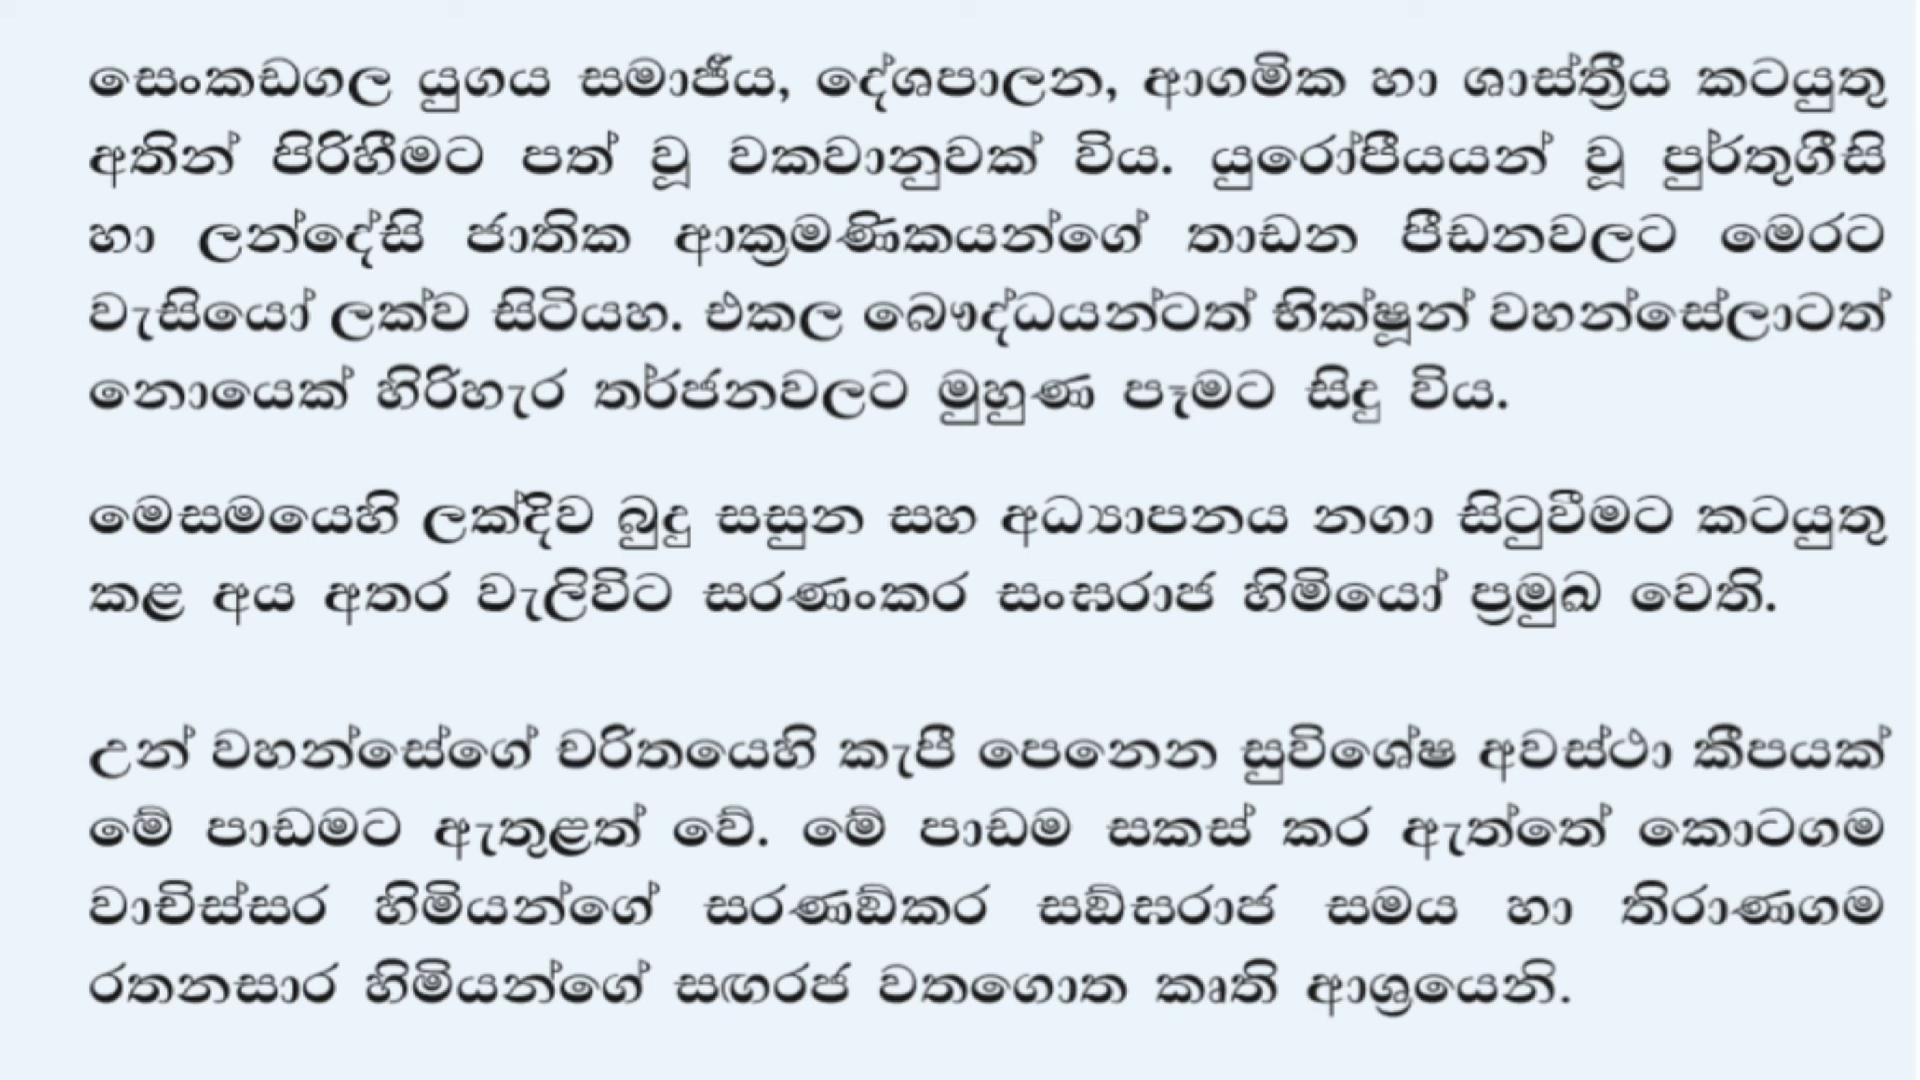 සෙංකඩගල යුගය සමාජීය, දේශපාලන, ආගමික හා ශාස්ත්‍රීය කටයුතු
අතින් පිරිහීමට පත් වූ වකවානුවක් විය. යුරෝපීයයන් වූ පුර්තුගීසි
හා ලන්දේසි ජාතික ආක්‍රමණිකයන්ගේ තාඩන පීඩනවලට මෙරට
වැසියෝ ලක්ව සිටියහ. එකල බෞද්ධයන්ටත් භික්ෂූන් වහන්සේලාටත්
නොයෙක් හිරිහැර තර්ජනවලට මුහුණ පෑමට සිදු විය.
මෙසමයෙහි ලක්දිව බුදු සසුන සහ අධ්‍යාපනය නගා සිටුවීමට කටයුතු
කළ අය අතර වැලිවිට සරණංකර සංඝරාජ හිමියෝ ප්‍රමුඛ වෙති.
උන් වහන්සේගේ චරිතයෙහි කැපී පෙනෙන සුවිශේෂ අවස්ථා කීපයක්
මේ පාඩමට ඇතුළත් වේ. මේ පාඩම සකස් කර ඇත්තේ කොටගම
වාචිස්සර හිමියන්ගේ සරණඞ්කර සඞ්ඝරාජ සමය හා තිරාණගම
රතනසාර හිමියන්ගේ සඟරජ වතගොත කෘති ආශ්‍රයෙනි.